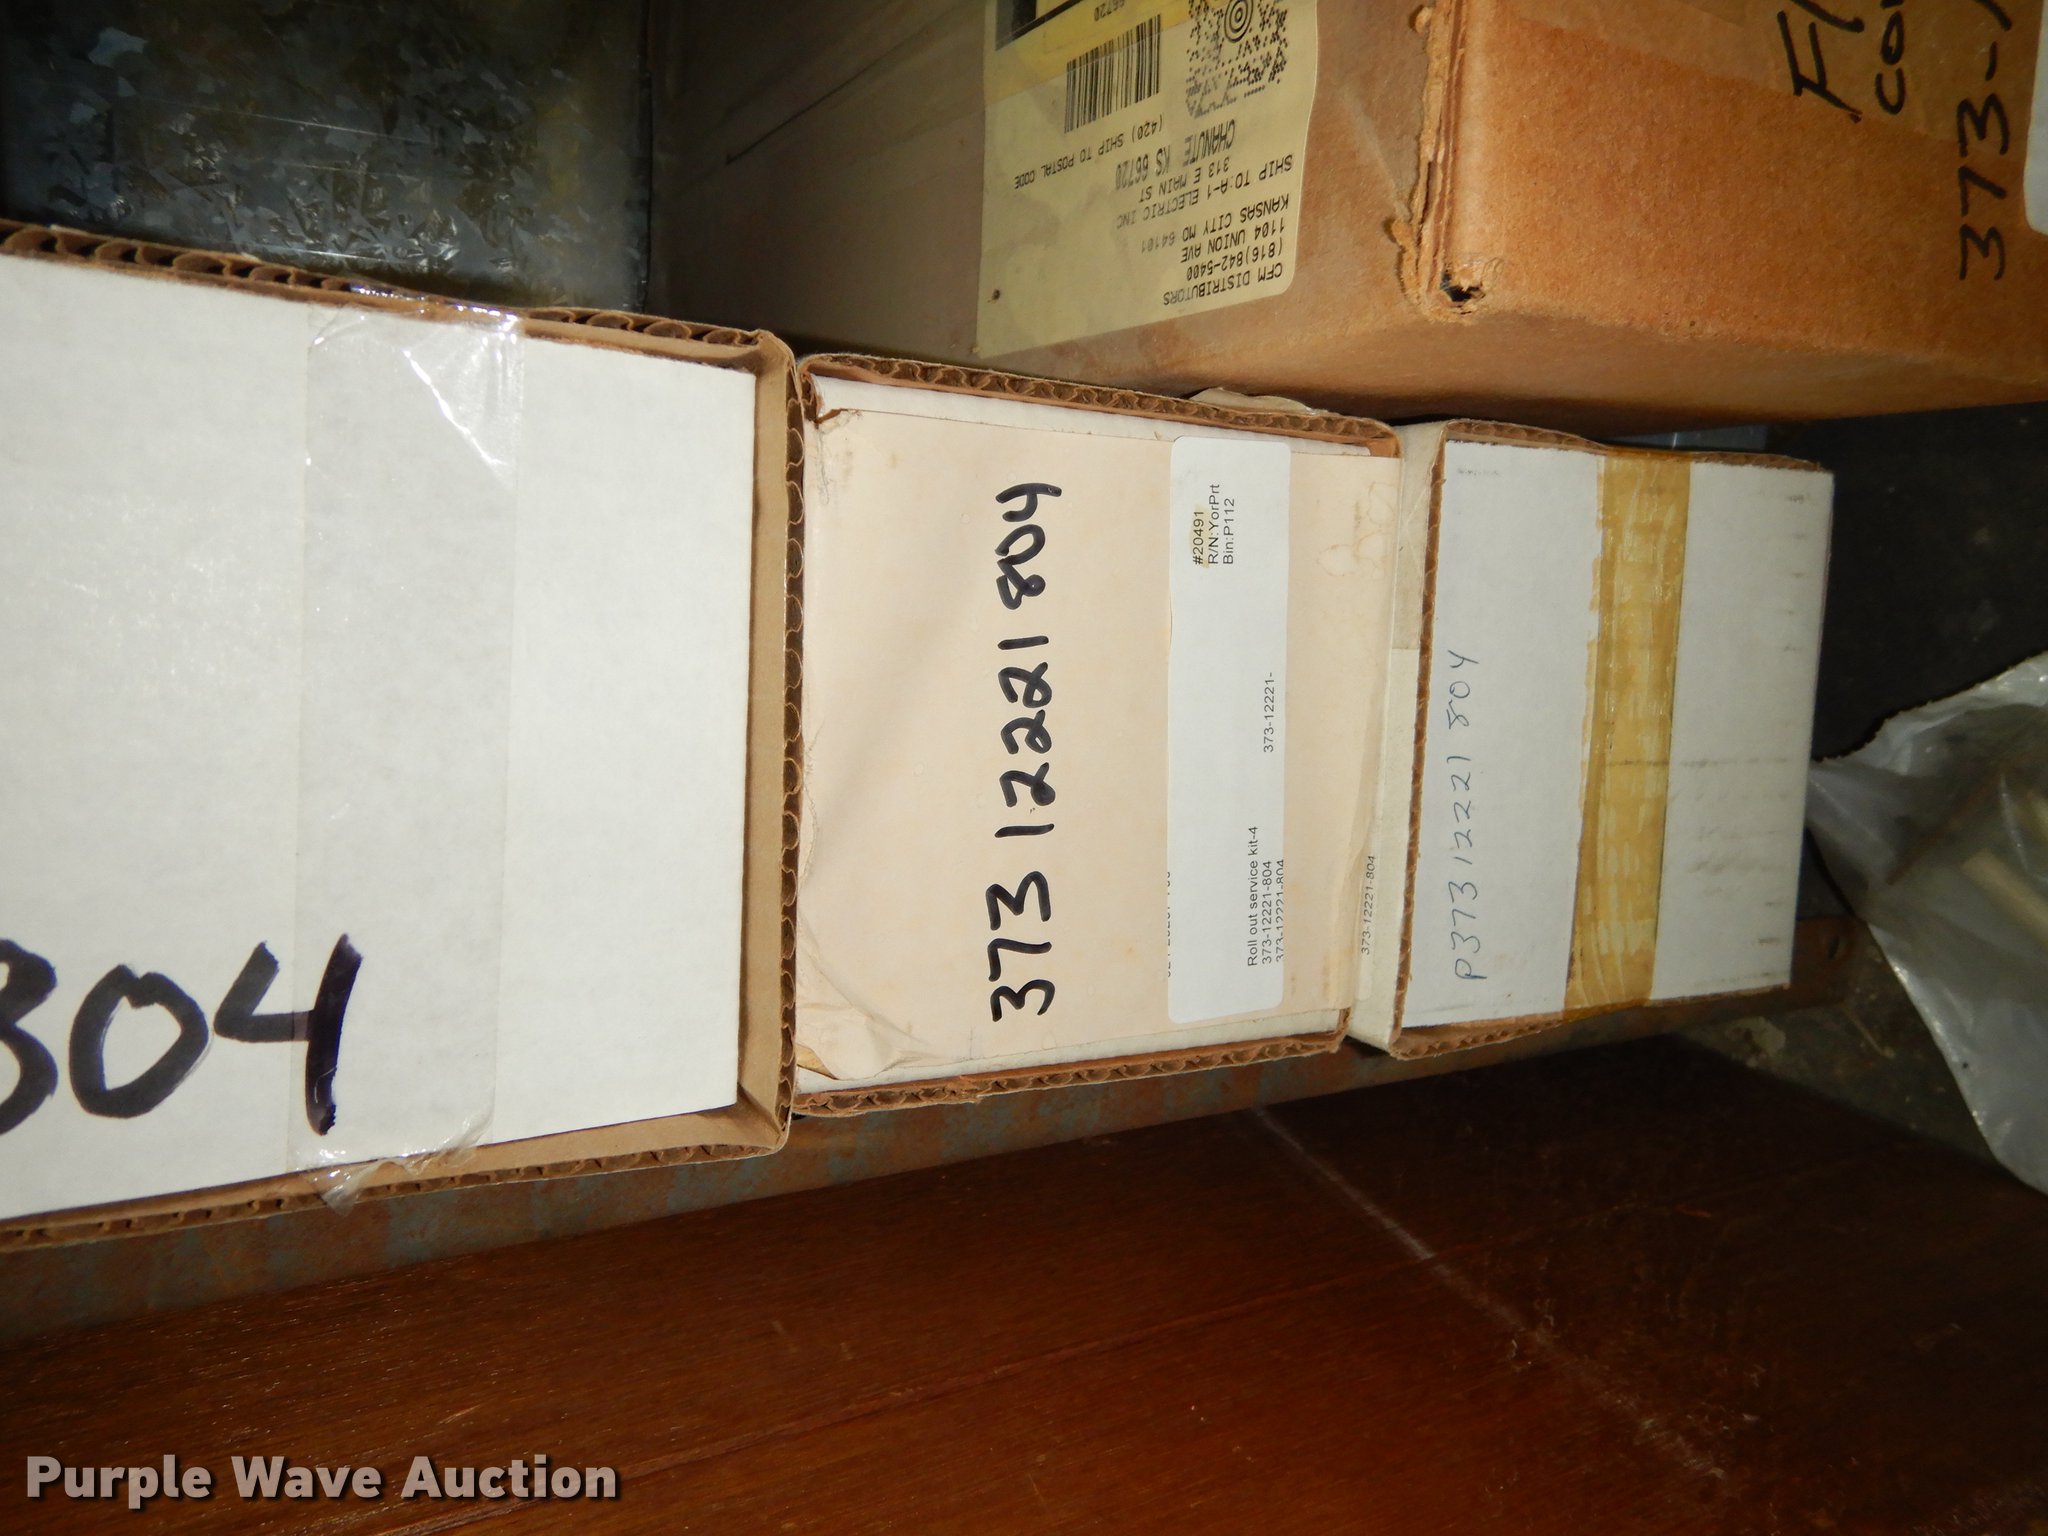 66720
(420) SHIP TO POSTAL CODE
CHANUTE KS 66720
313 E MAIN ST
SHIP TO:A-1 ELECTRIC INC
KANSAS CITY MO 64101
1104 UNION AVE
(816)842-5400
CFM DISTRIBUTORS
373-
804
373 12221 804
#20491
R/N:YorPrt
Bin:P112
373-12221-
Roll out service kit-4
373-12221-804
373-12221-804
373-12221-804
P373 12221 804
Purple Wave Auction